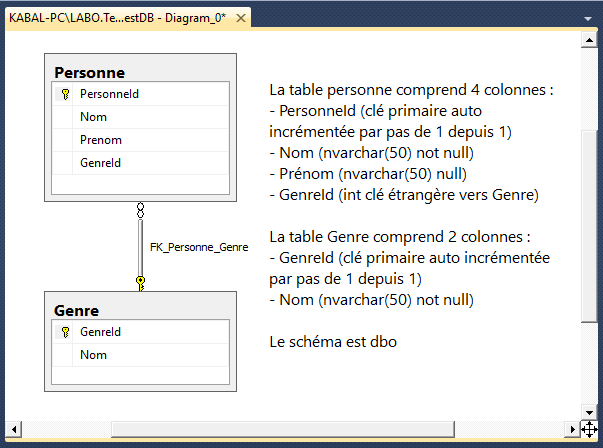 KABAL-PC\LABO.Te...estDB - Diagram_0*
Personne
PersonneId
Nom
Prenom
GenreId
FK_Personne_Genre
Genre
GenreId
Nom
La table personne comprend 4 colonnes :
- PersonneId (clé primaire auto
incrémentée par pas de 1 depuis 1)
- Nom (nvarchar(50) not null)
- Prénom (nvarchar(50) null)
- GenreId (int clé étrangère vers Genre)
La table Genre comprend 2 colonnes :
- GenreId (clé primaire auto incrémentée
par pas de 1 depuis 1)
- Nom (nvarchar(50) not null)
Le schéma est dbo